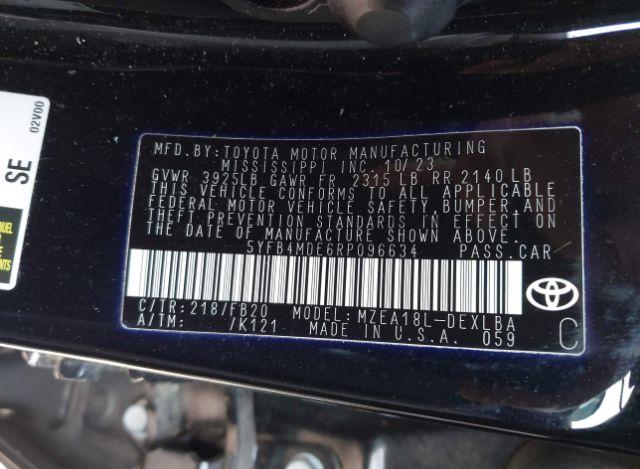 MFD. BY: TOYOTA MOTOR MANUFACTURING
MISSISSIPPI INC. 10/23
GVWR 3925LB GAWR FR 2315 LB RR 2140 LB
THIS VEHICLE CONFORMS TO ALL APPLICABLE
FEDERAL MOTOR VEHICLE SAFETY, BUMPER, AND
THEFT PREVENTION STANDARDS IN EFFECT ON
THE DATE OF MANUFACTURE SHOWN ABOVE.
5YFB4MDE6RP096634 PASS.CAR
C/TR: 2187/FB20 MODEL: MZEA18L-DEXLBA
A/TM: /K121 MADE IN U.S.A. 059
C
SE
02V00